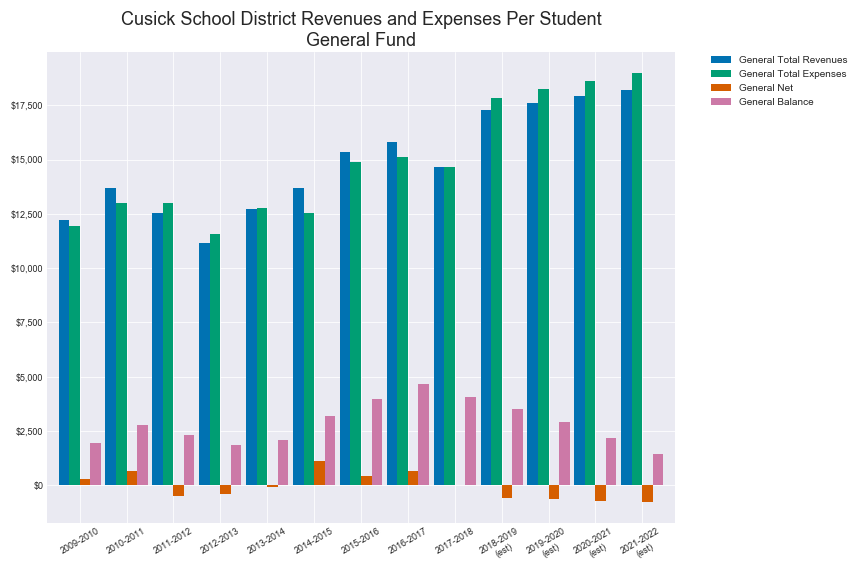 Cusick School District Revenues and Expenses Per Student
General Fund
General Total Revenues
General Total Expenses
General Net
General Balance
$17,500
$15,000
$12,500
$10,000
$7,500
$5,000
$2,500
$0
2009-2010
2010-2011
2011-2012
2012-2013
2013-2014
2014-2015
2015-2016
2016-2017
2017-2018
2018-2019
(est)
2019-2020
(est)
2020-2021
(est)
2021-2022
(est)